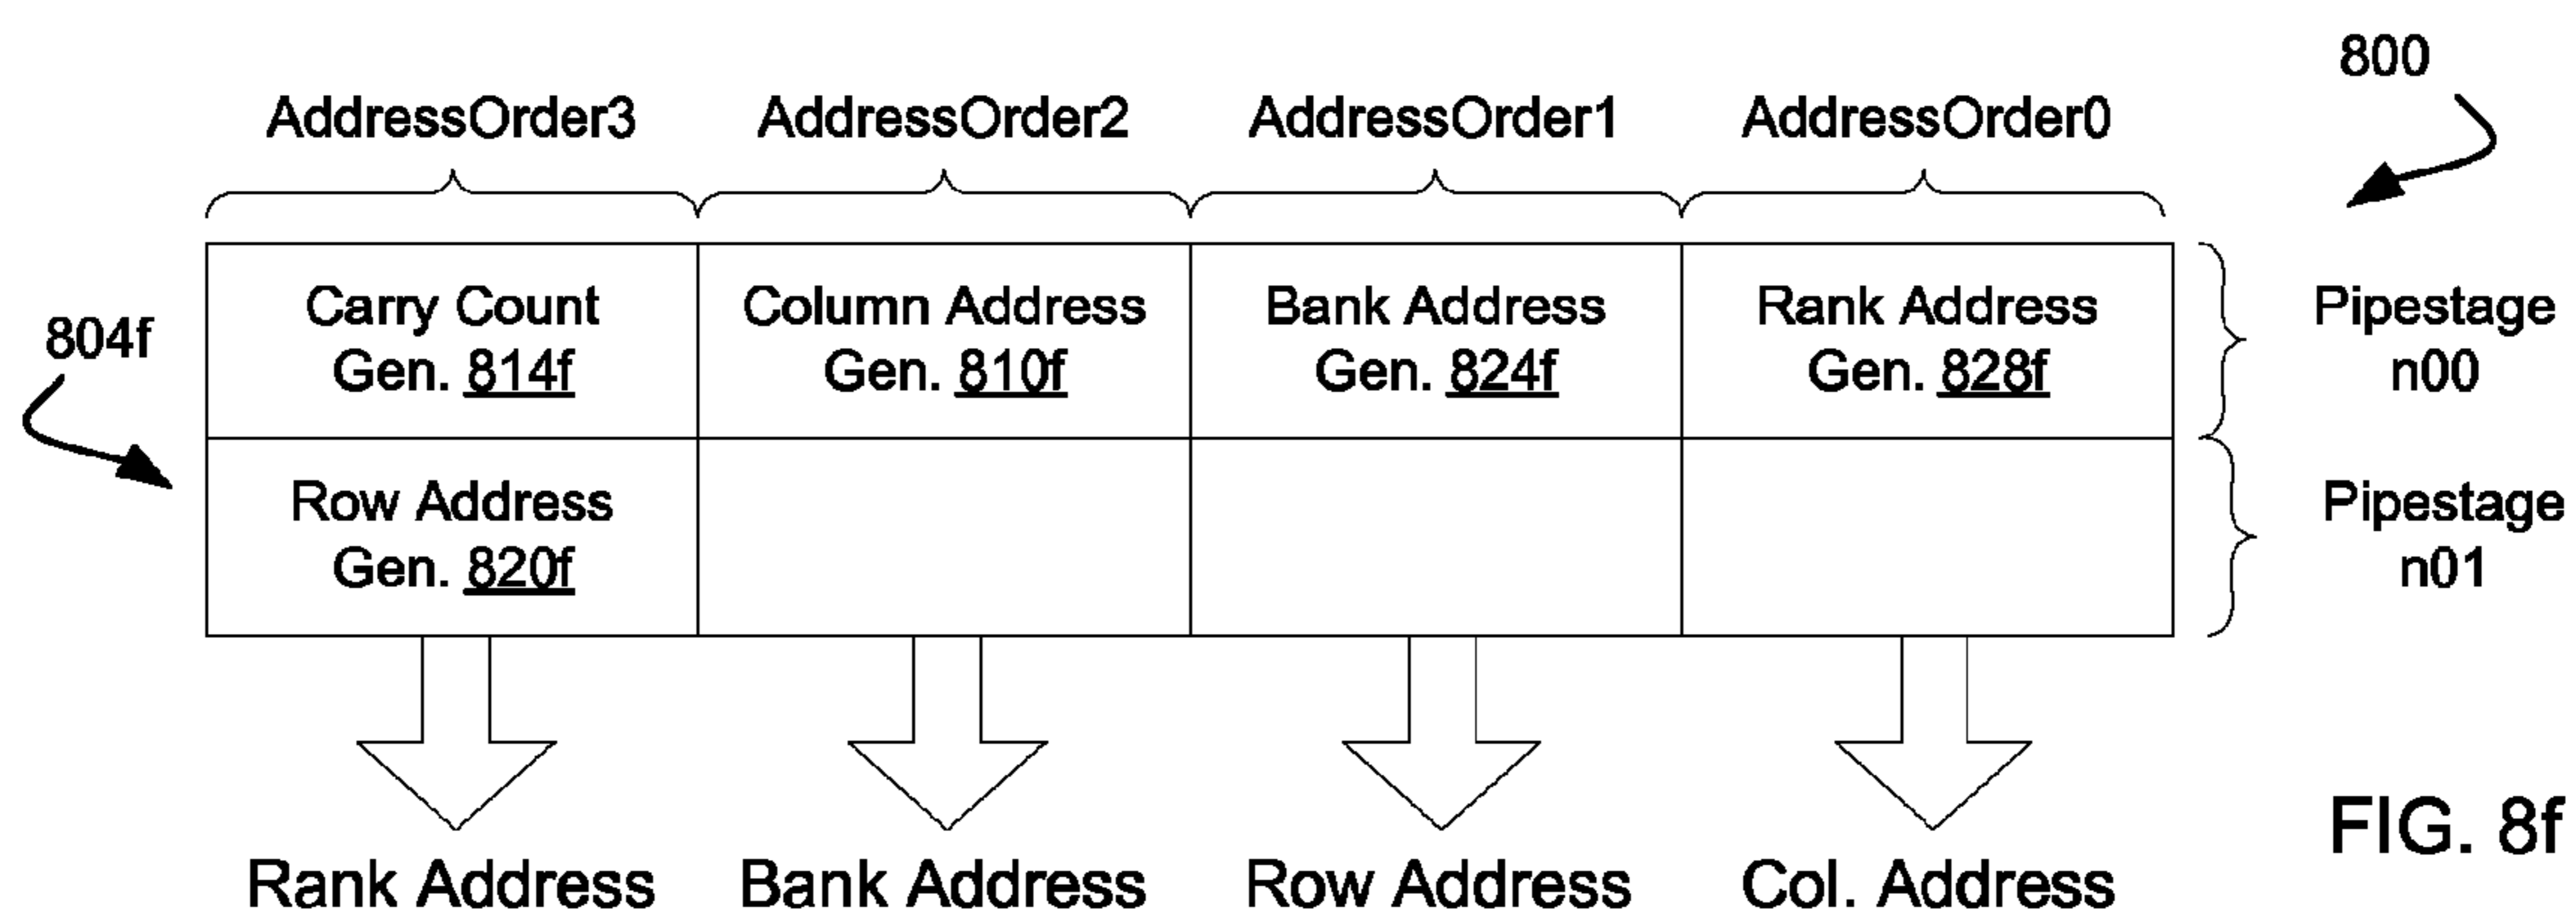 800
AddressOrder3 AddressOrder2 AddressOrder1 AddressOrder0
804f
Carry Count
Gen. 814f
Column Address
Gen. 810f
Bank Address
Gen. 824f
Rank Address
Gen. 828f
Pipestage
n00
Row Address
Gen. 820f
Pipestage
n01
Rank Address Bank Address Row Address Col. Address
FIG. 8f